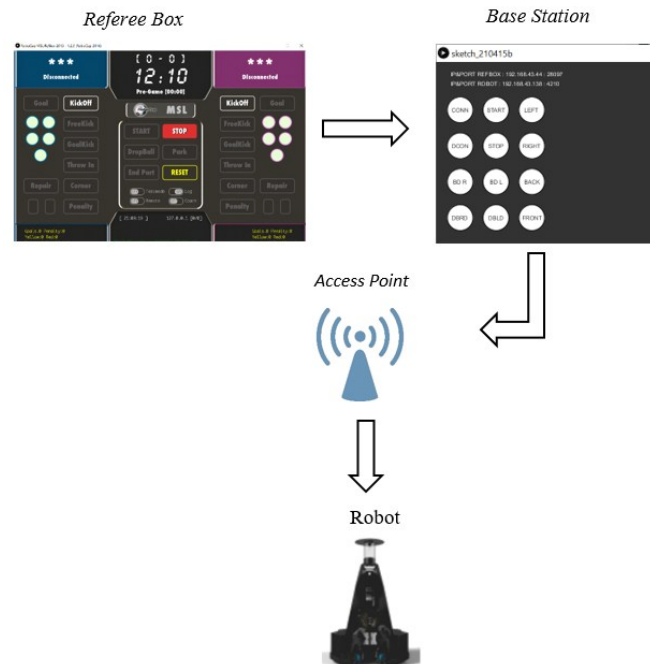 Referee Box
Base Station
***
Disconnected
[ 0 - 0 ]
12:10
Pre-Game [00:00]
***
Disconnected
Goal
KickOff
MSL
KickOff
Goal
FreeKick
START
STOP
FreeKick
GoalKick
DropBall
Park
GoalKick
Throw In
End Part
RESET
Throw In
Repair
Corner
Corner
Repair
Penalty
Penalty
sketch_210415b
IP&PORT REFBOX : 192.168.43.44 : 28097
IP&PORT ROBOT : 192.168.43.138 : 4210
CONN
START
LEFT
DCON
STOP
RIGHT
BD R
BD L
BACK
DBRD
DBLD
FRONT
Access Point
Robot